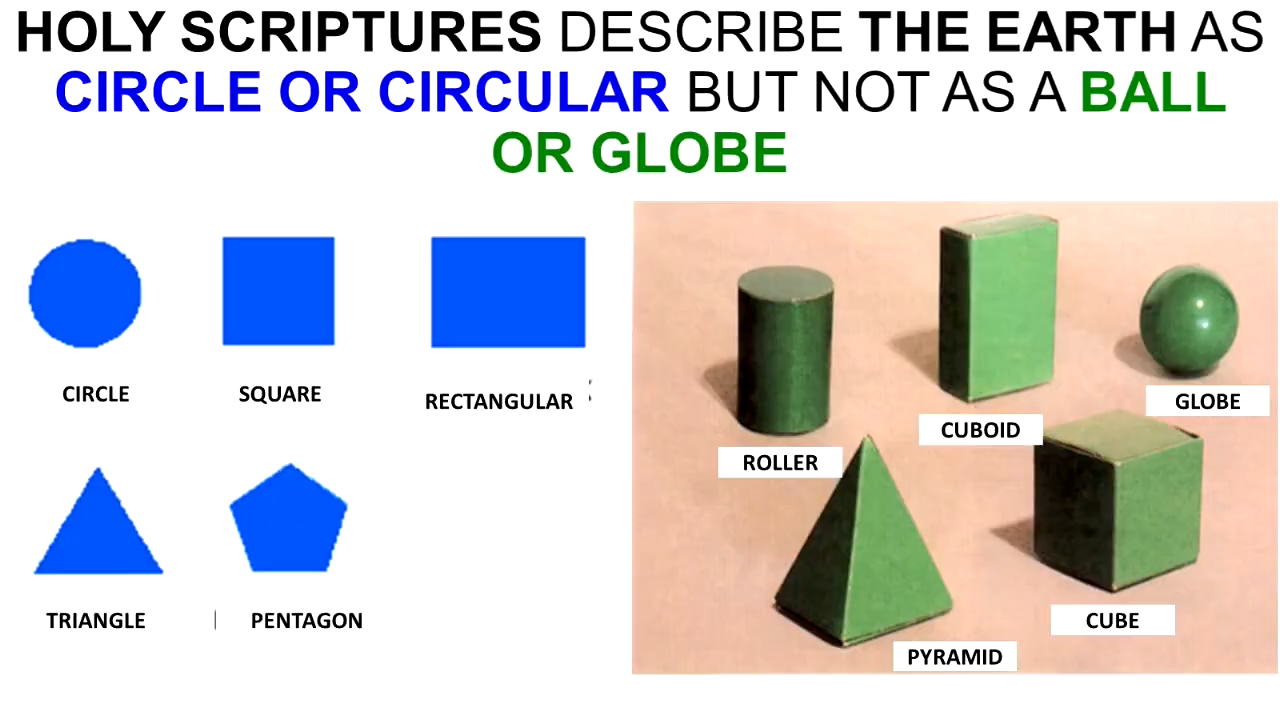 HOLY SCRIPTURES DESCRIBE THE EARTH AS
CIRCLE OR CIRCULAR BUT NOT AS A BALL
OR GLOBE
CIRCLE
SQUARE
RECTANGULAR
TRIANGLE
PENTAGON
ROLLER
CUBOID
GLOBE
PYRAMID
CUBE